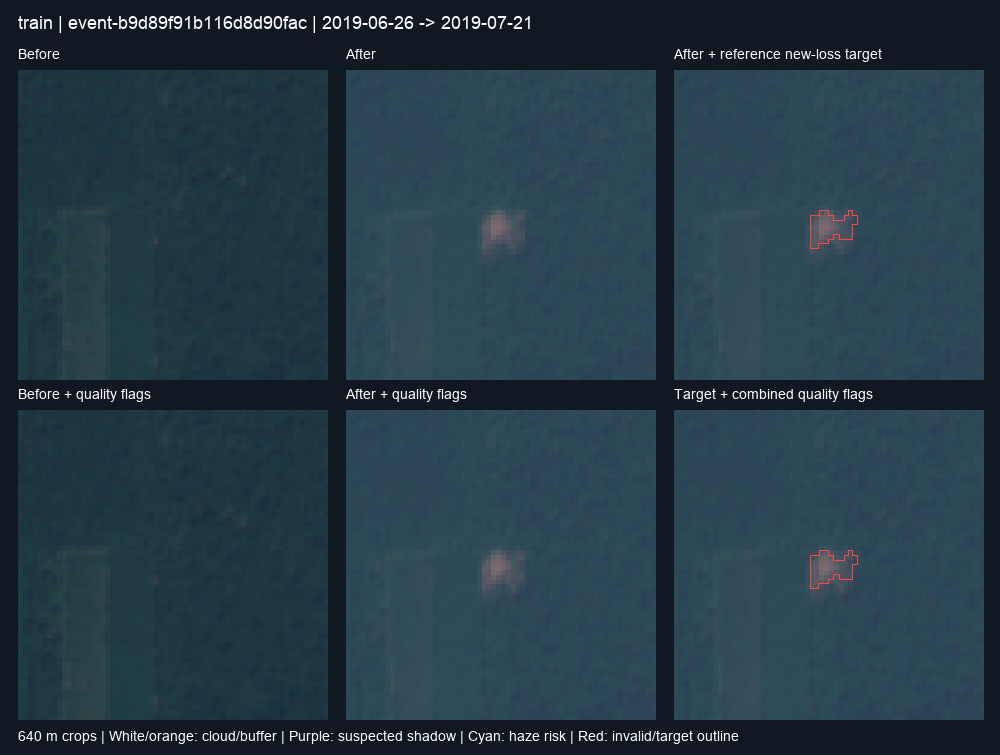 train | event-b9d89f91b116d8d90fac | 2019-06-26 -> 2019-07-21
Before
After
After + reference new-loss target
Before + quality flags
After + quality flags
Target + combined quality flags
640 m crops | White/orange: cloud/buffer | Purple: suspected shadow | Cyan: haze risk | Red: invalid/target outline